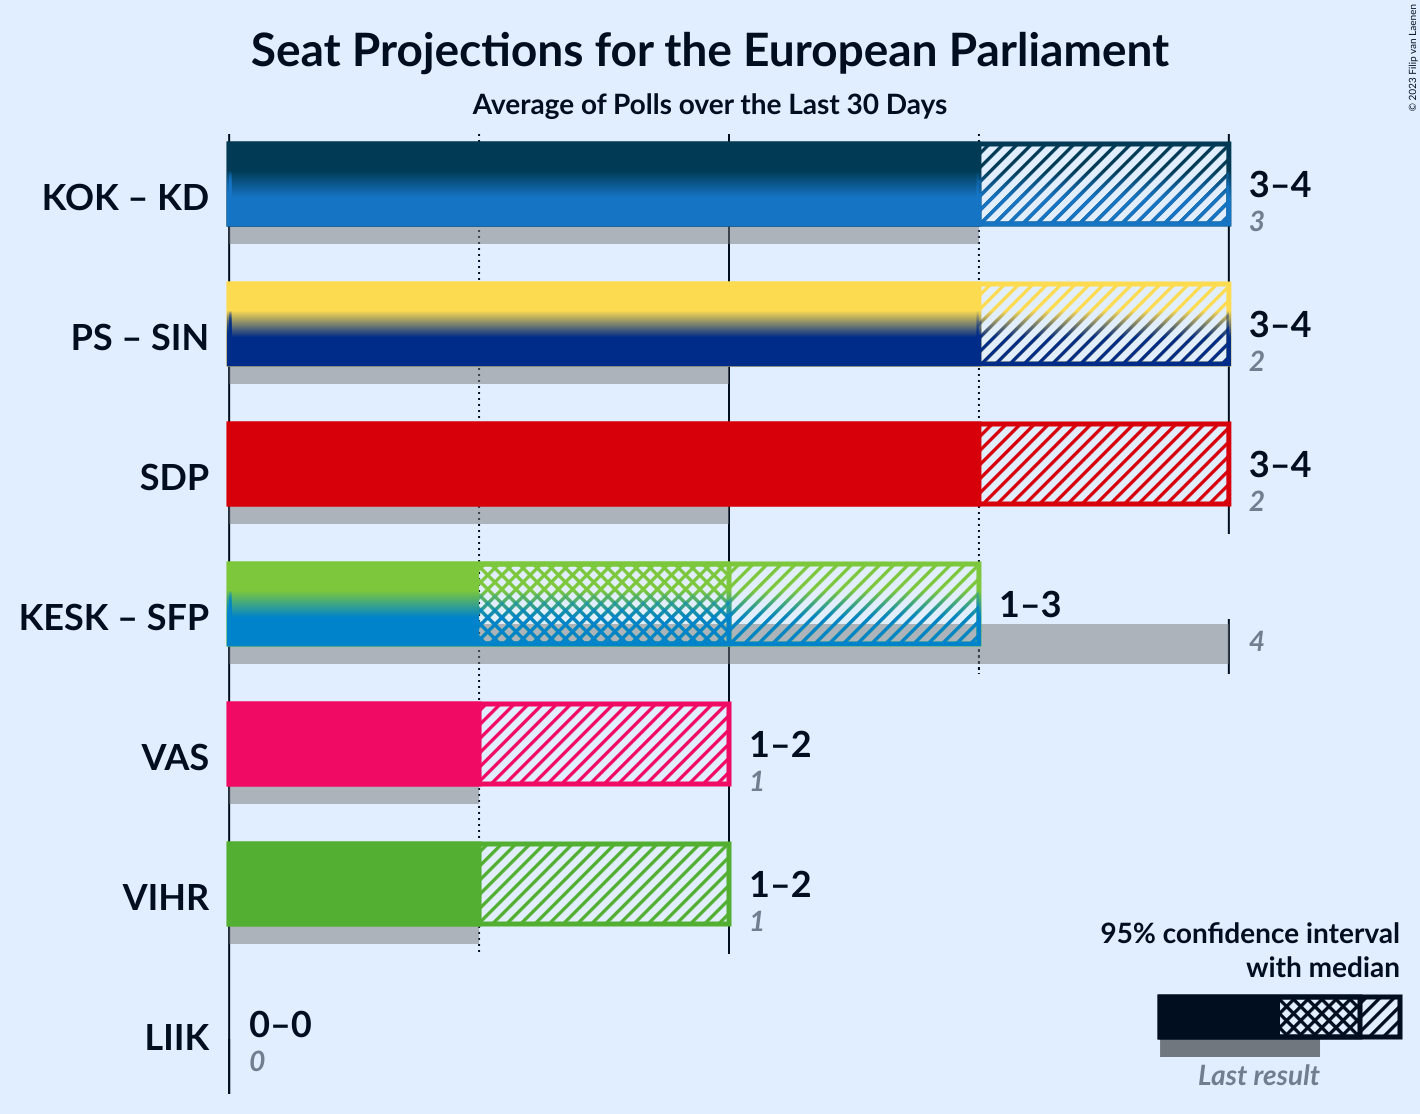 Seat Projections for the European Parliament
Average of Polls over the Last 30 Days
© 2023 Filip van Laenen
KOK – KD
3–4
3
PS – SIN
3–4
2
SDP
3–4
2
KESK – SFP
1–3
4
VAS
1–2
1
VIHR
1–2
1
LIIK
0–0
0
95% confidence interval
with median
Last result